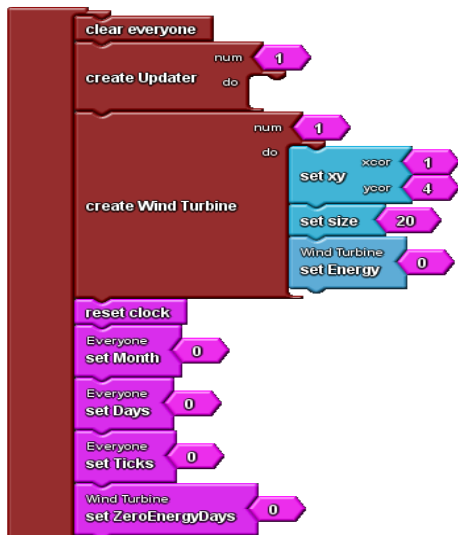 clear everyone
num 1
create Updater do
num 1
do
xcor 1
set xy
ycor 4
create Wind Turbine
set size 20
Wind Turbine
set Energy 0
reset clock
Everyone
set Month 0
Everyone
set Days 0
Everyone
set Ticks 0
Wind Turbine
set ZeroEnergyDays 0